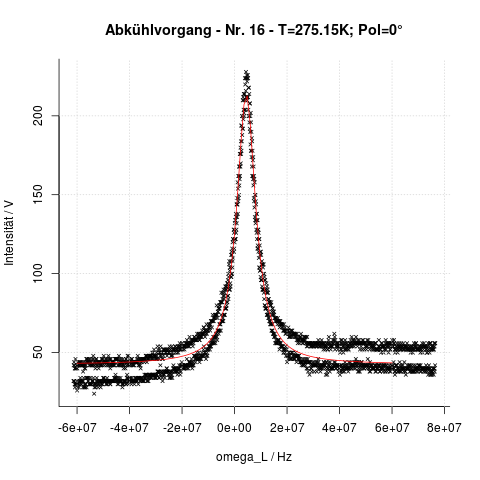 Abkühlvorgang - Nr. 16 - T=275.15K; Pol=0°
Intensität / V
200
150
100
50
-6e+07 -4e+07 -2e+07 0e+00 2e+07 4e+07 6e+07 8e+07
omega_L / Hz